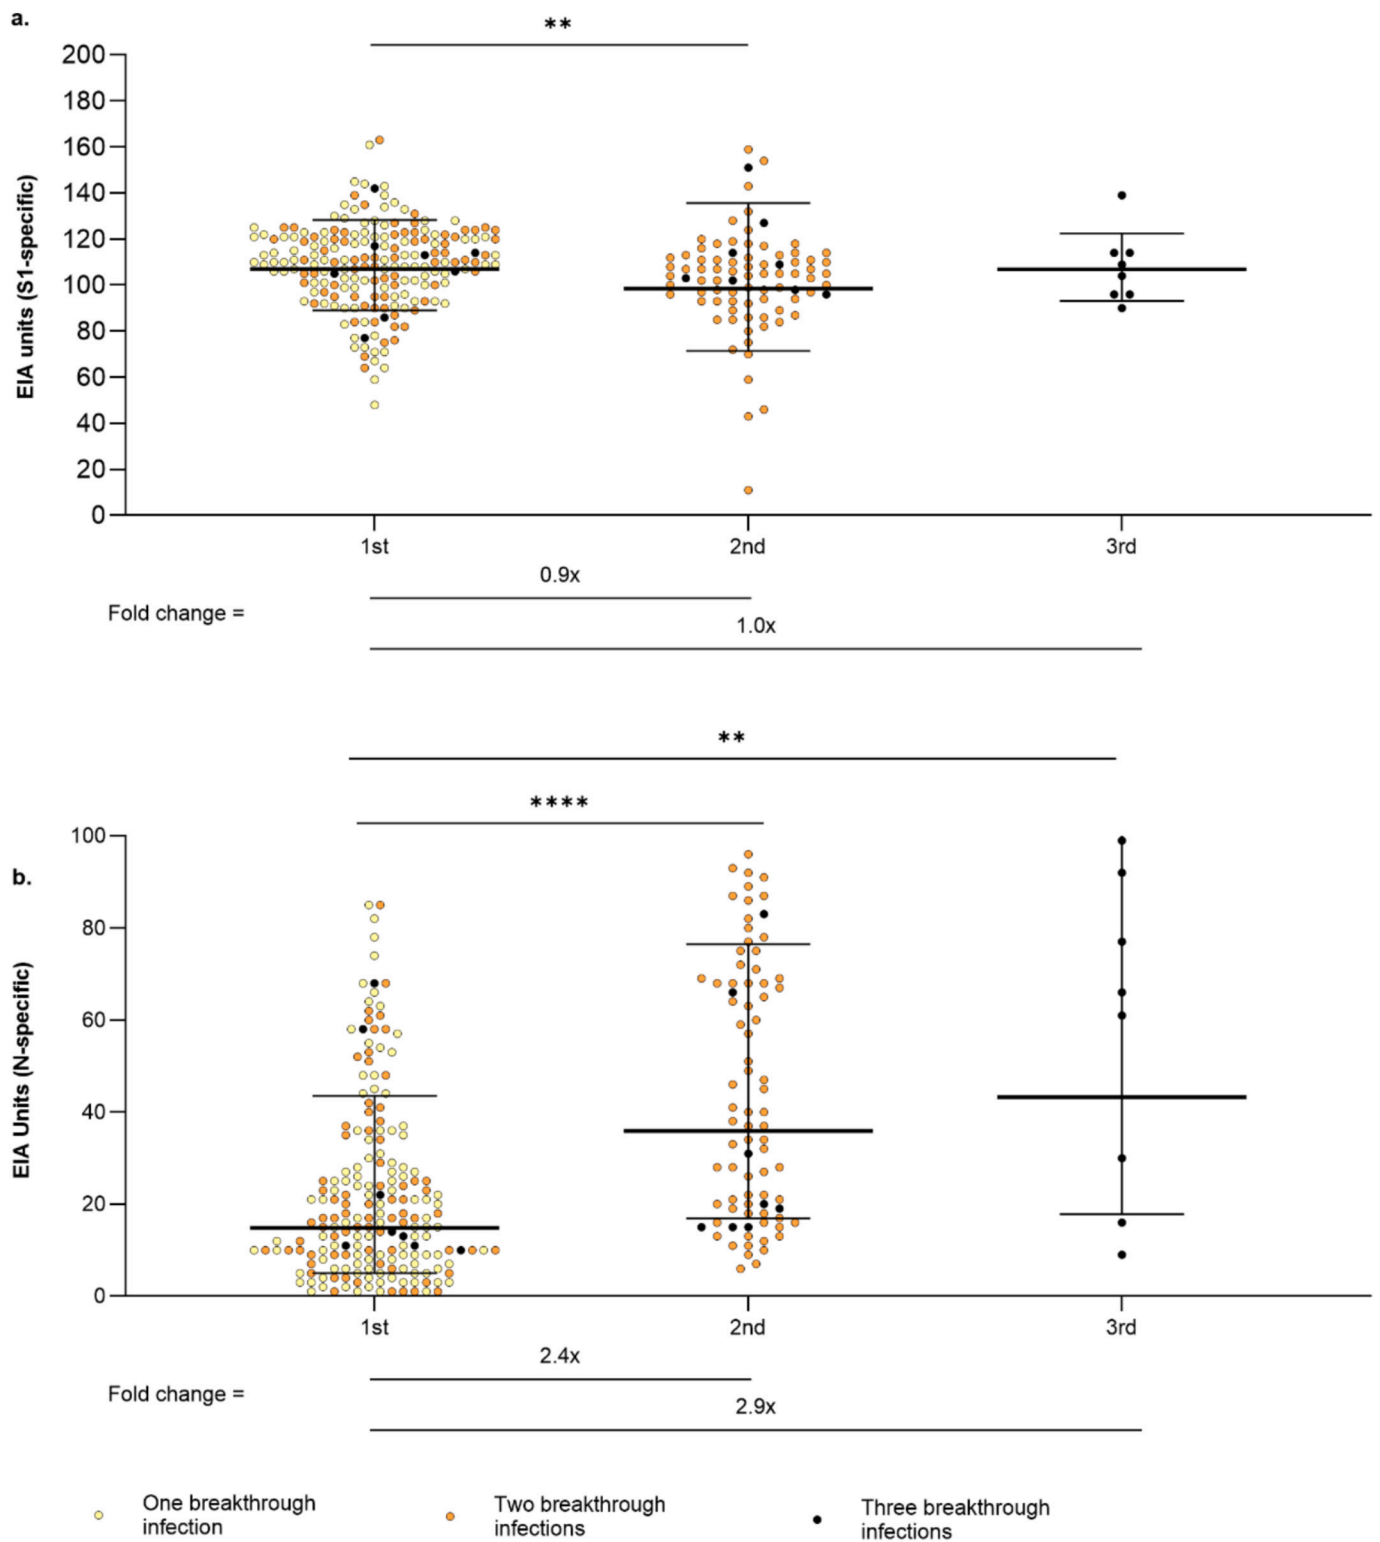 a.
**
200
180
160
140
120
100
80
60
40
20
0
EIA units (S1-specific)
1st 2nd 3rd
0.9x
Fold change =
1.0x
**
****
b.
100
80
60
40
20
0
EIA Units (N-specific)
1st 2nd 3rd
2.4x
Fold change =
2.9x
One breakthrough
infection
Two breakthrough
infections
Three breakthrough
infections